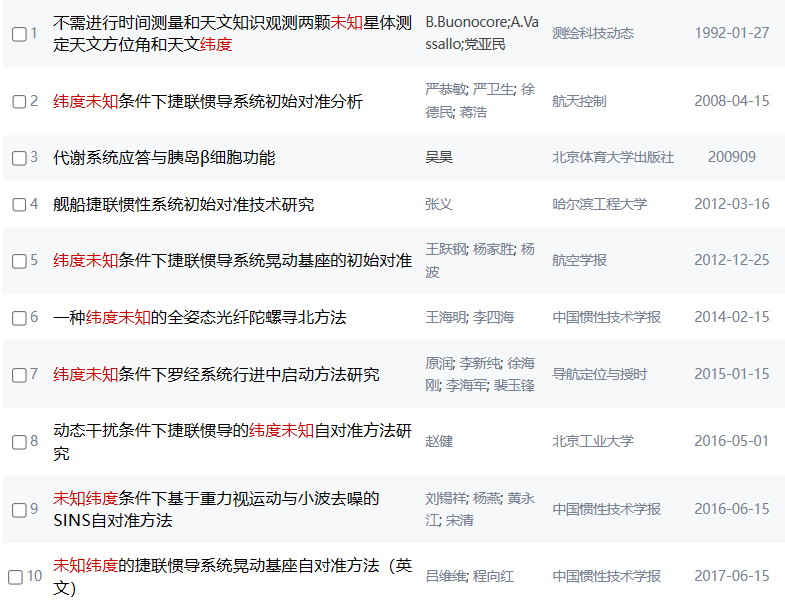 1 不需进行时间测量和天文知识观测两颗未知星体测 B.Buonocore;A.Va 测绘科技动态 1992-01-27
定天文方位角和天文纬度 ssallo;党亚民
2 纬度未知条件下捷联惯导系统初始对准分析 严恭敏; 严卫生; 徐 航天控制 2008-04-15
德民; 蒋浩
3 代谢系统应答与胰岛β细胞功能 吴昊 北京体育大学出版社 200909
4 舰船捷联惯性系统初始对准技术研究 张义 哈尔滨工程大学 2012-03-16
5 纬度未知条件下捷联惯导系统晃动基座的初始对准 王跃钢; 杨家胜; 杨 航空学报 2012-12-25
波
6 一种纬度未知的全姿态光纤陀螺寻北方法 王海明; 李四海 中国惯性技术学报 2014-02-15
7 纬度未知条件下罗经系统行进中启动方法研究 原润; 李新纯; 徐海 导航定位与授时 2015-01-15
刚; 李海军; 裴玉锋
8 动态干扰条件下捷联惯导的纬度未知自对准方法研 赵健 北京工业大学 2016-05-01
究
9 未知纬度条件下基于重力视运动与小波去噪的 刘锡祥; 杨燕; 黄永 中国惯性技术学报 2016-06-15
SINS自对准方法 江; 宋清
10 未知纬度的捷联惯导系统晃动基座自对准方法（英 吕维维; 程向红 中国惯性技术学报 2017-06-15
文）